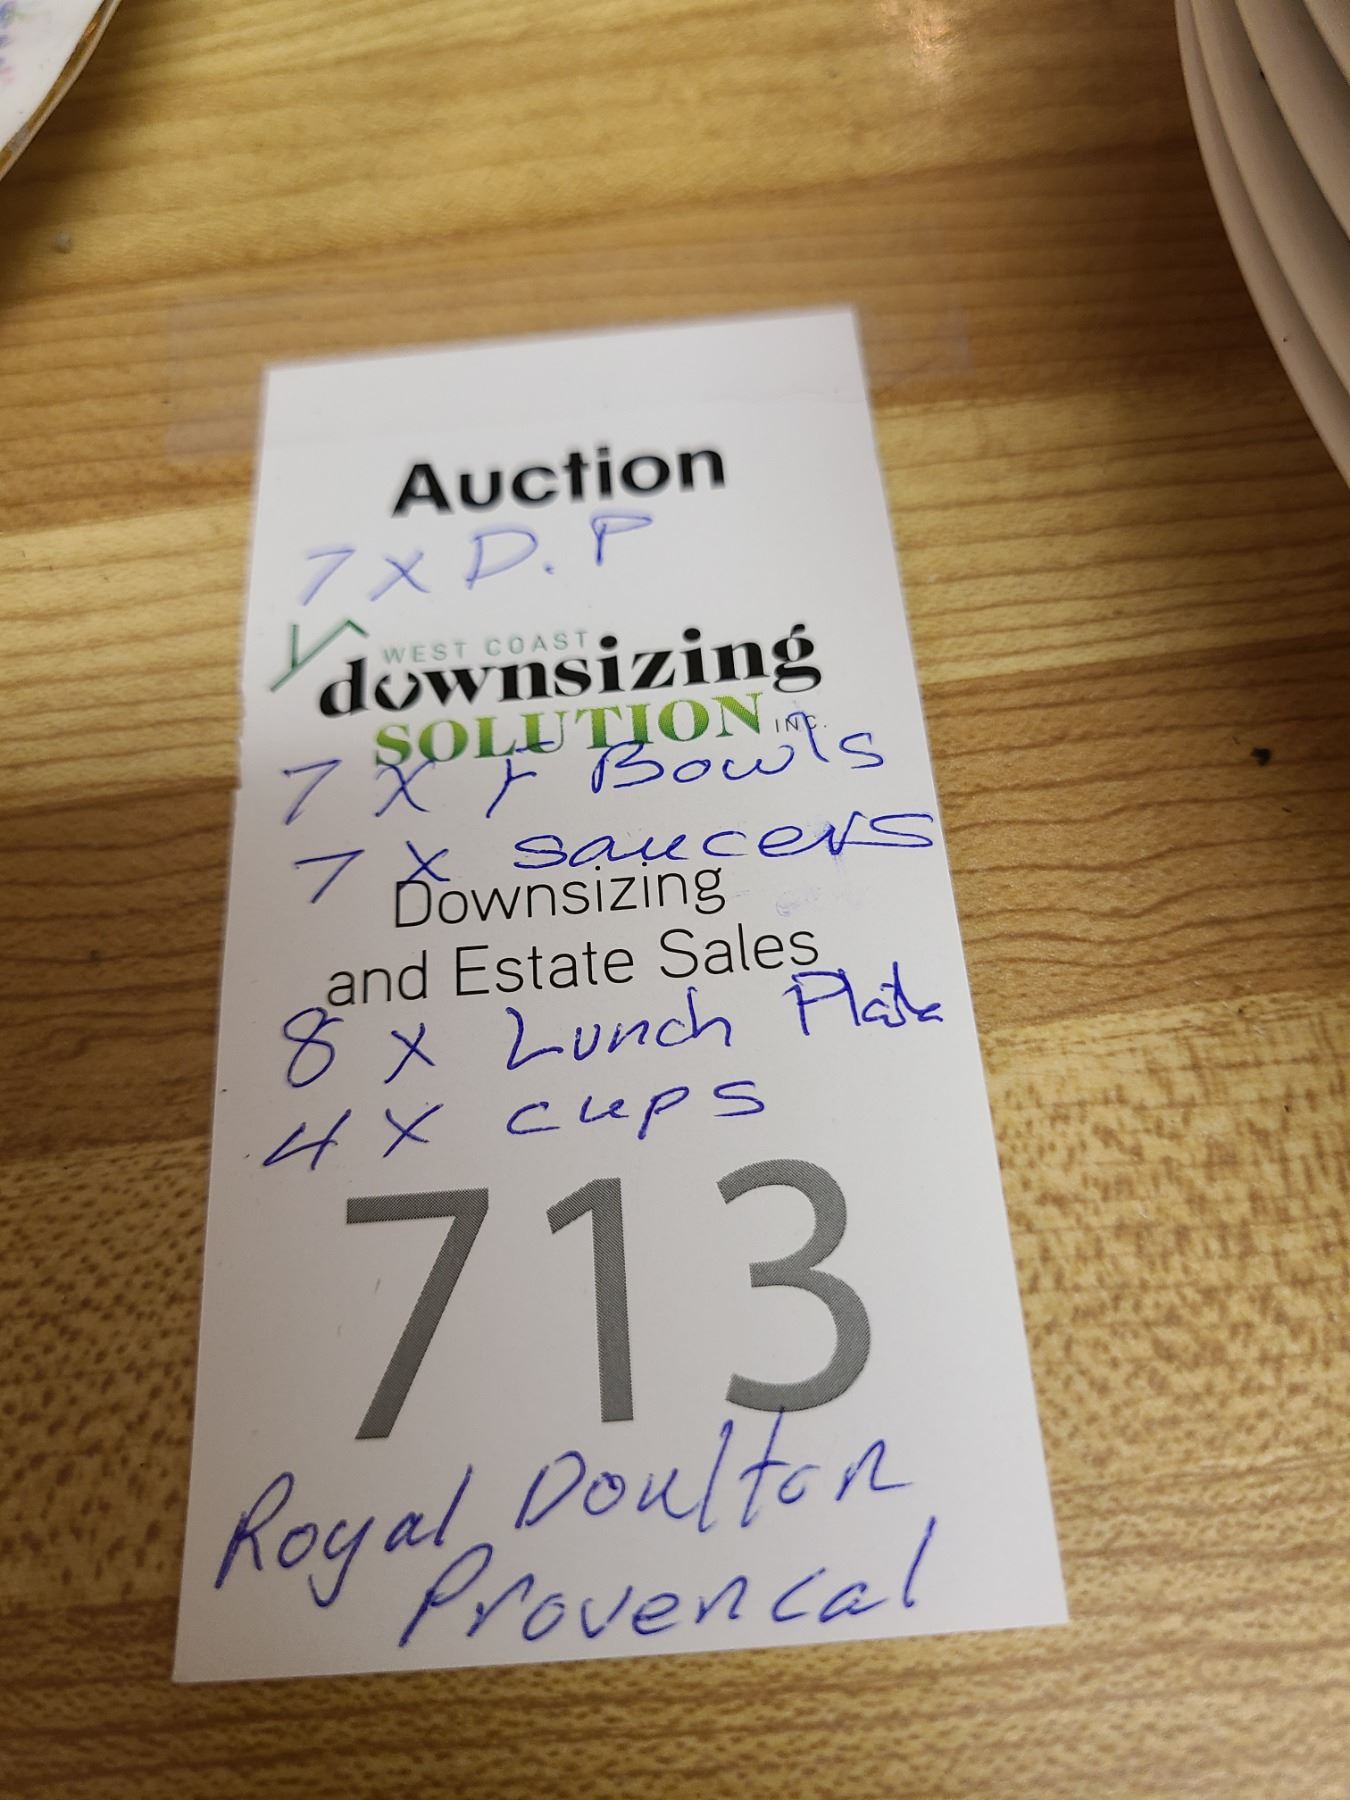 Auction
7 x D.P
WEST COAST
downsizing
SOLUTION INC.
7 x F Bowls
7 x saucers
Downsizing
and Estate Sales
8 x Lunch Plate
4 x cups
713
Royal Doulton
Provencal